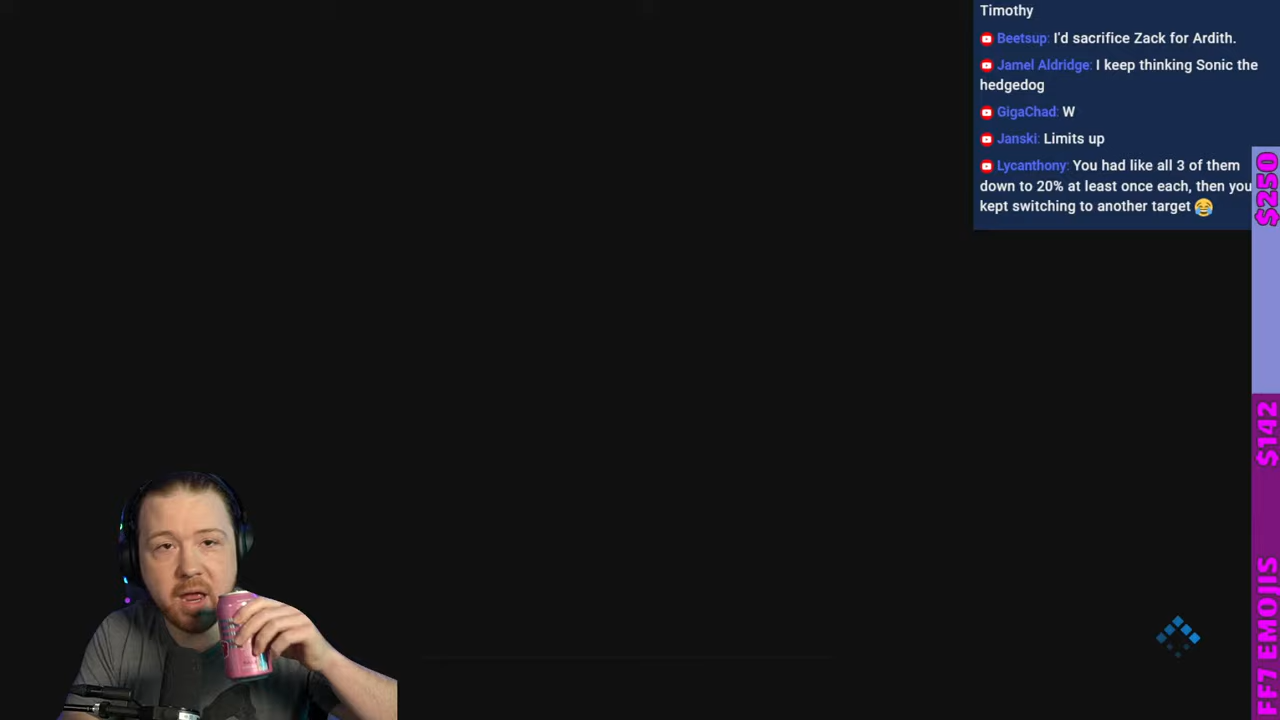 Timothy
Beetsup: I'd sacrifice Zack for Ardith.
Jamel Aldridge: I keep thinking Sonic the
hedgedog
GigaChad: W
Janski: Limits up
Lycanthony: You had like all 3 of them
down to 20% at least once each, then you
kept switching to another target 😂
$250
$142
FF7 EMOJIS